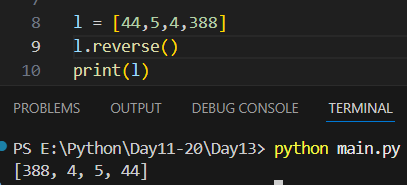 8 l = [44,5,4,388]
9 l.reverse()
10 print(l)
PROBLEMS OUTPUT DEBUG CONSOLE TERMINAL
PS E:\Python\Day11-20\Day13> python main.py
[388, 4, 5, 44]